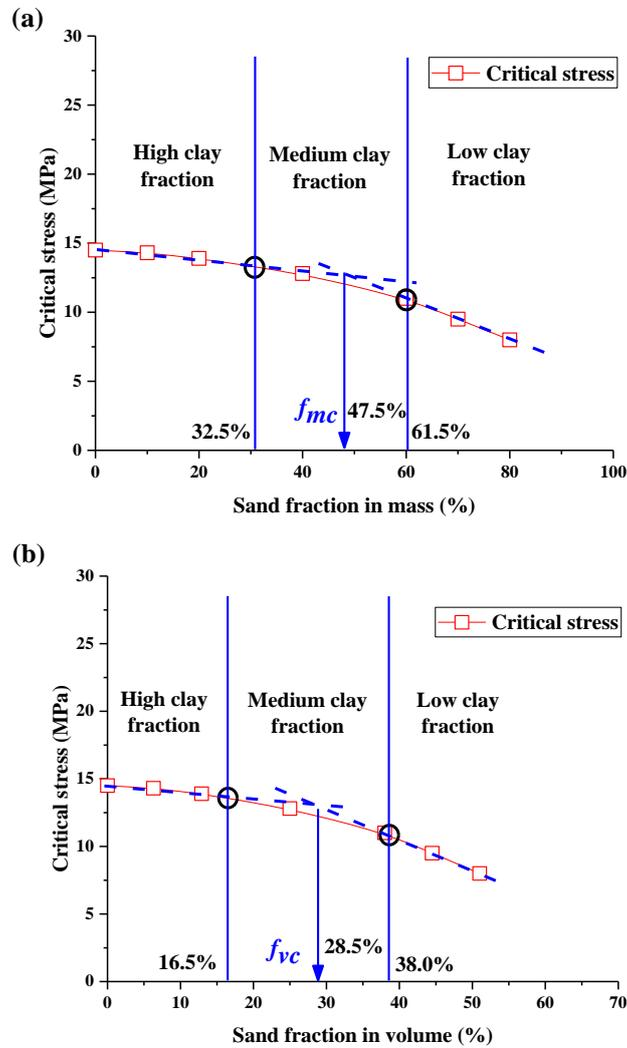 (a)
30
25
20
15
10
5
0
Critical stress (MPa)
Critical stress
High clay
fraction
Medium clay
fraction
Low clay
fraction
32.5%
fmc
47.5%
61.5%
0 20 40 60 80 100
Sand fraction in mass (%)
(b)
30
25
20
15
10
5
0
Critical stress (MPa)
Critical stress
High clay
fraction
Medium clay
fraction
Low clay
fraction
16.5%
fvc
28.5%
38.0%
0 10 20 30 40 50 60 70
Sand fraction in volume (%)